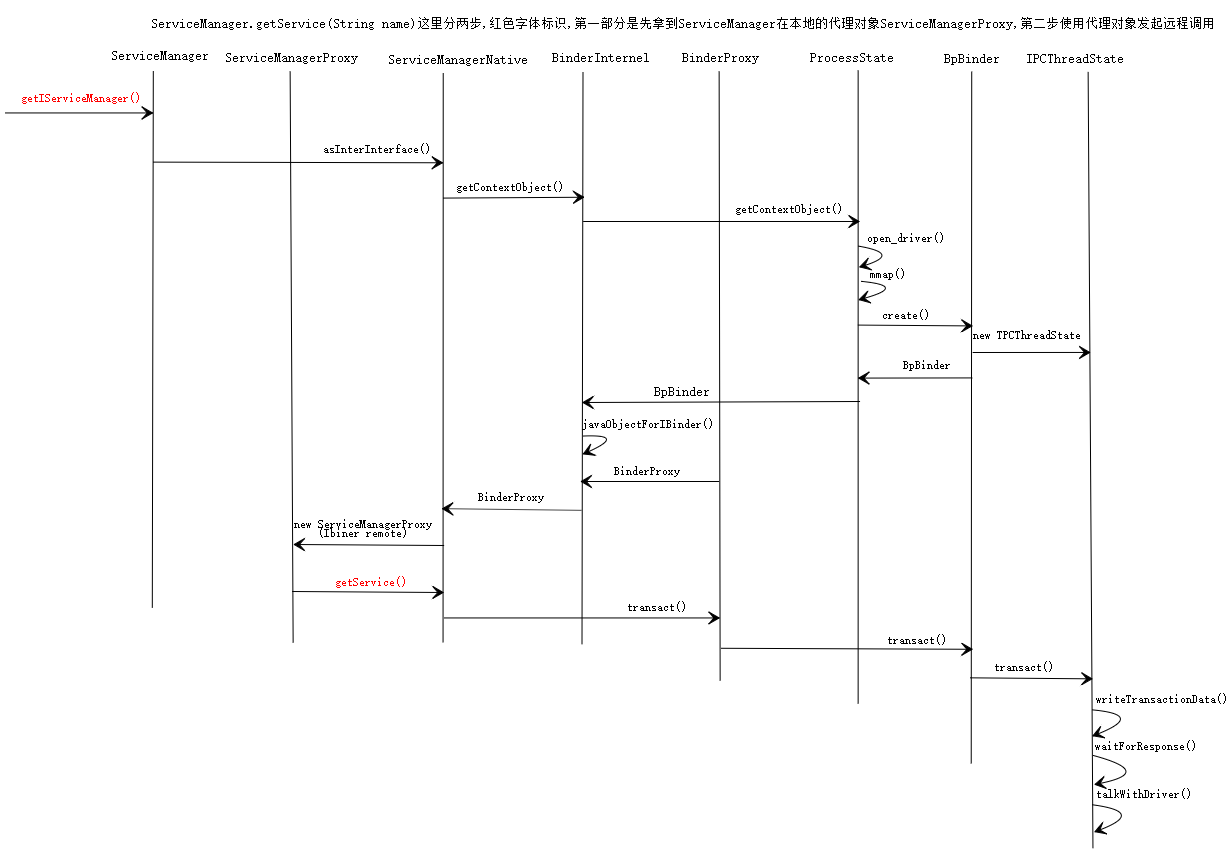 ServiceManager.getService(String name)这里分两步,红色字体标识,第一部分是先拿到ServiceManager在本地的代理对象ServiceManagerProxy,第二步使用代理对象发起远程调用
ServiceManager
ServiceManagerProxy
ServiceManagerNative
BinderInternel
BinderProxy
ProcessState
BpBinder
IPCThreadState
getIServiceManager()
asInterInterface()
getContextObject()
getContextObject()
open_driver()
mmap()
create()
new TPCThreadState
BpBinder
BpBinder
javaObjectForIBinder()
BinderProxy
BinderProxy
new ServiceManagerProxy
(Ibiner remote)
getService()
transact()
transact()
transact()
writeTransactionData()
waitForResponse()
talkWithDriver()